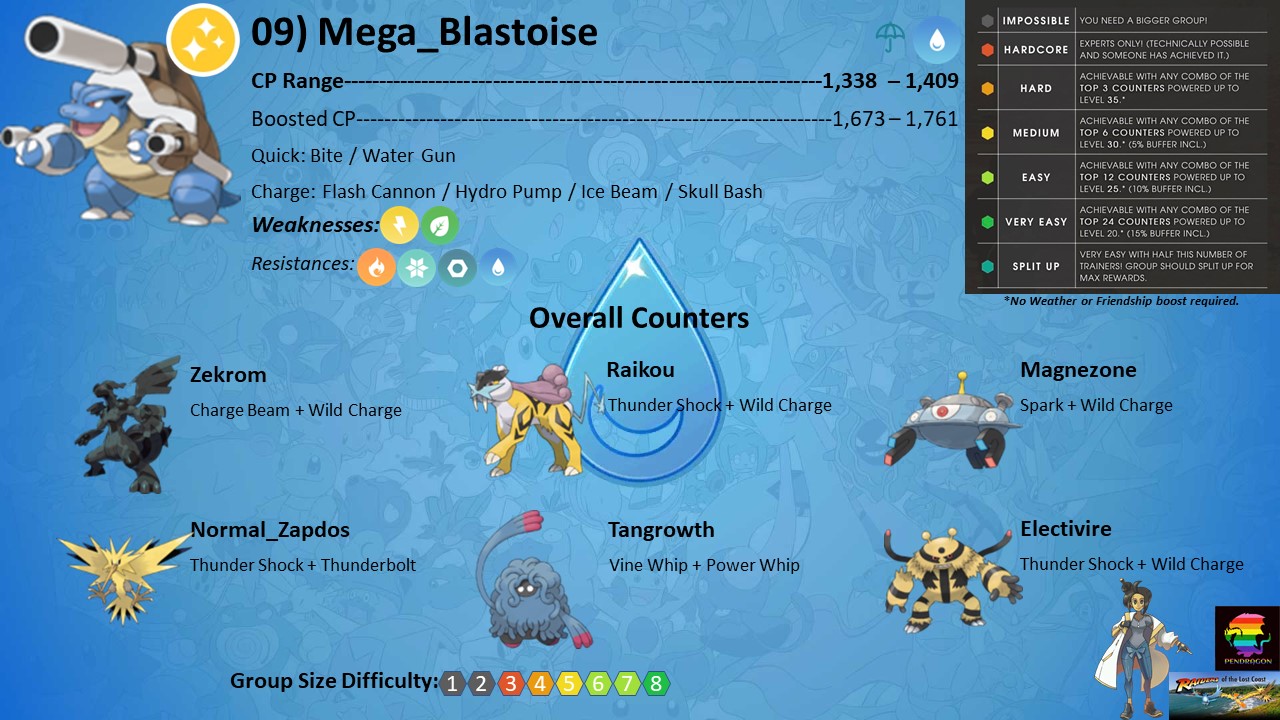 09) Mega_Blastoise
CP Range---1,338 – 1,409
Boosted CP---1,673 – 1,761
Quick: Bite / Water Gun
Charge: Flash Cannon / Hydro Pump / Ice Beam / Skull Bash
Weaknesses:
Resistances:
IMPOSSIBLE YOU NEED A BIGGER GROUP!
HARDCORE EXPERTS ONLY! (TECHNICALLY POSSIBLE
AND SOMEONE HAS ACHIEVED IT.)
HARD ACHIEVABLE WITH ANY COMBO OF THE
TOP 3 COUNTERS POWERED UP TO
LEVEL 35.*
MEDIUM ACHIEVABLE WITH ANY COMBO OF THE
TOP 6 COUNTERS POWERED UP TO
LEVEL 30.* (5% BUFFER INCL.)
EASY ACHIEVABLE WITH ANY COMBO OF THE
TOP 12 COUNTERS POWERED UP TO
LEVEL 25.* (10% BUFFER INCL.)
VERY EASY ACHIEVABLE WITH ANY COMBO OF THE
TOP 24 COUNTERS POWERED UP TO
LEVEL 20.* (15% BUFFER INCL.)
SPLIT UP VERY EASY WITH HALF THIS NUMBER OF
TRAINERS! GROUP SHOULD SPLIT UP FOR
MAX REWARDS.
*No Weather or Friendship boost required.
Overall Counters
Zekrom
Charge Beam + Wild Charge
Raikou
Thunder Shock + Wild Charge
Magnezone
Spark + Wild Charge
Normal_Zapdos
Thunder Shock + Thunderbolt
Tangrowth
Vine Whip + Power Whip
Electivire
Thunder Shock + Wild Charge
Group Size Difficulty: 1 2 3 4 5 6 7 8
PENDRAGON
RAIDERS of the Lost Coast